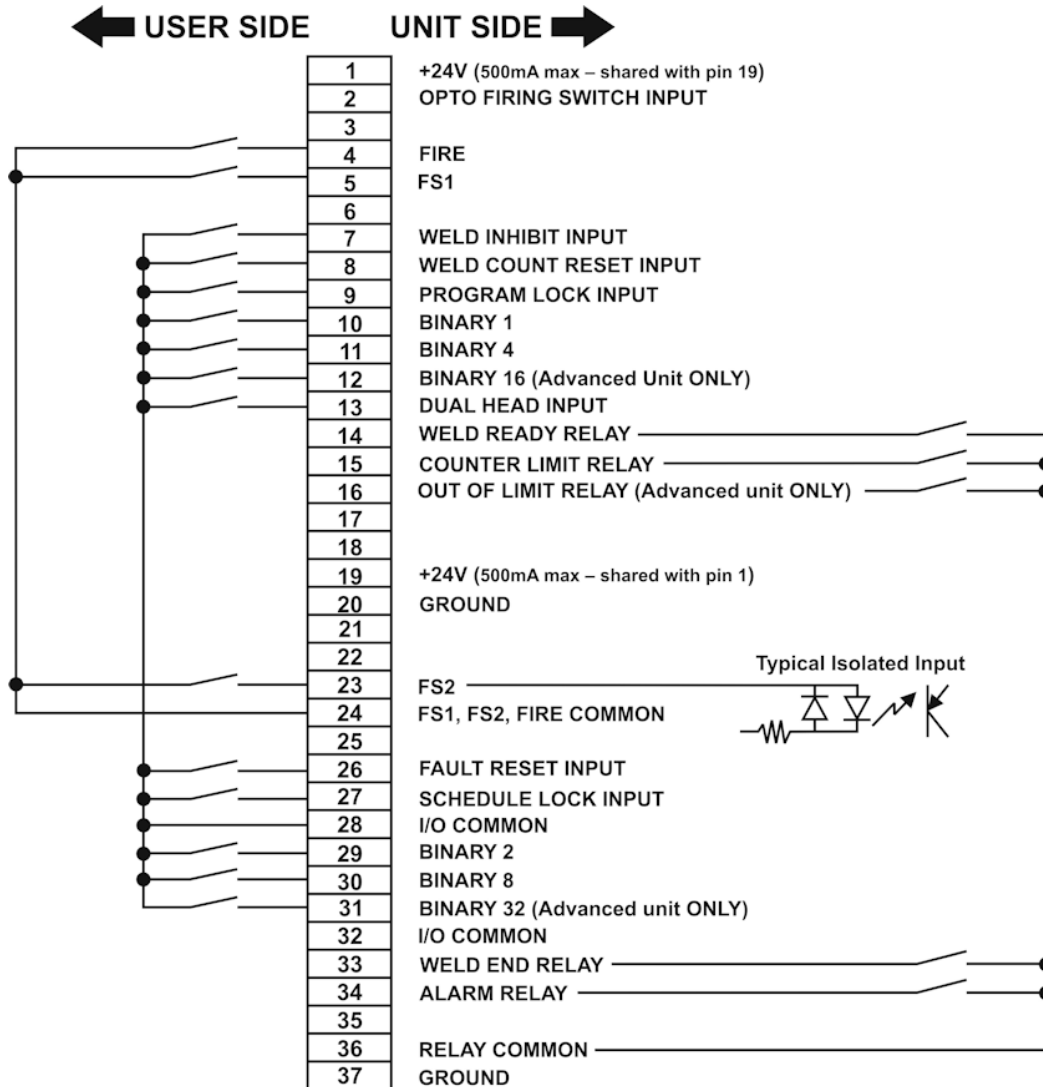 USER SIDE UNIT SIDE
1 +24V (500mA max – shared with pin 19)
2 OPTO FIRING SWITCH INPUT
3
4 FIRE
5 FS1
6
7 WELD INHIBIT INPUT
8 WELD COUNT RESET INPUT
9 PROGRAM LOCK INPUT
10 BINARY 1
11 BINARY 4
12 BINARY 16 (Advanced Unit ONLY)
13 DUAL HEAD INPUT
14 WELD READY RELAY
15 COUNTER LIMIT RELAY
16 OUT OF LIMIT RELAY (Advanced unit ONLY)
17
18
19 +24V (500mA max – shared with pin 1)
20 GROUND
21
22
Typical Isolated Input
23 FS2
24 FS1, FS2, FIRE COMMON
25
26 FAULT RESET INPUT
27 SCHEDULE LOCK INPUT
28 I/O COMMON
29 BINARY 2
30 BINARY 8
31 BINARY 32 (Advanced unit ONLY)
32 I/O COMMON
33 WELD END RELAY
34 ALARM RELAY
35
36 RELAY COMMON
37 GROUND